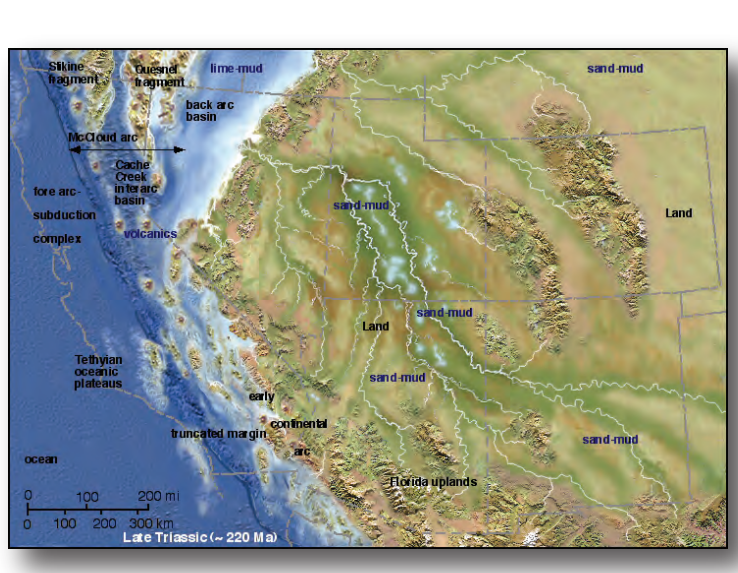 Stikine
fragment
Quesnel
fragment
lime-mud
sand-mud
back arc
basin
McCloud arc
Cache
Creek
interarc
basin
fore arc-
subduction
complex
sand-mud
Land
volcanics
sand-mud
Land
Tethyian
oceanic
plateaus
sand-mud
early
continental
arc
truncated margin
sand-mud
ocean
Florida uplands
0 100 200 mi
0 100 200 300 km
Late Triassic (~ 220 Ma)